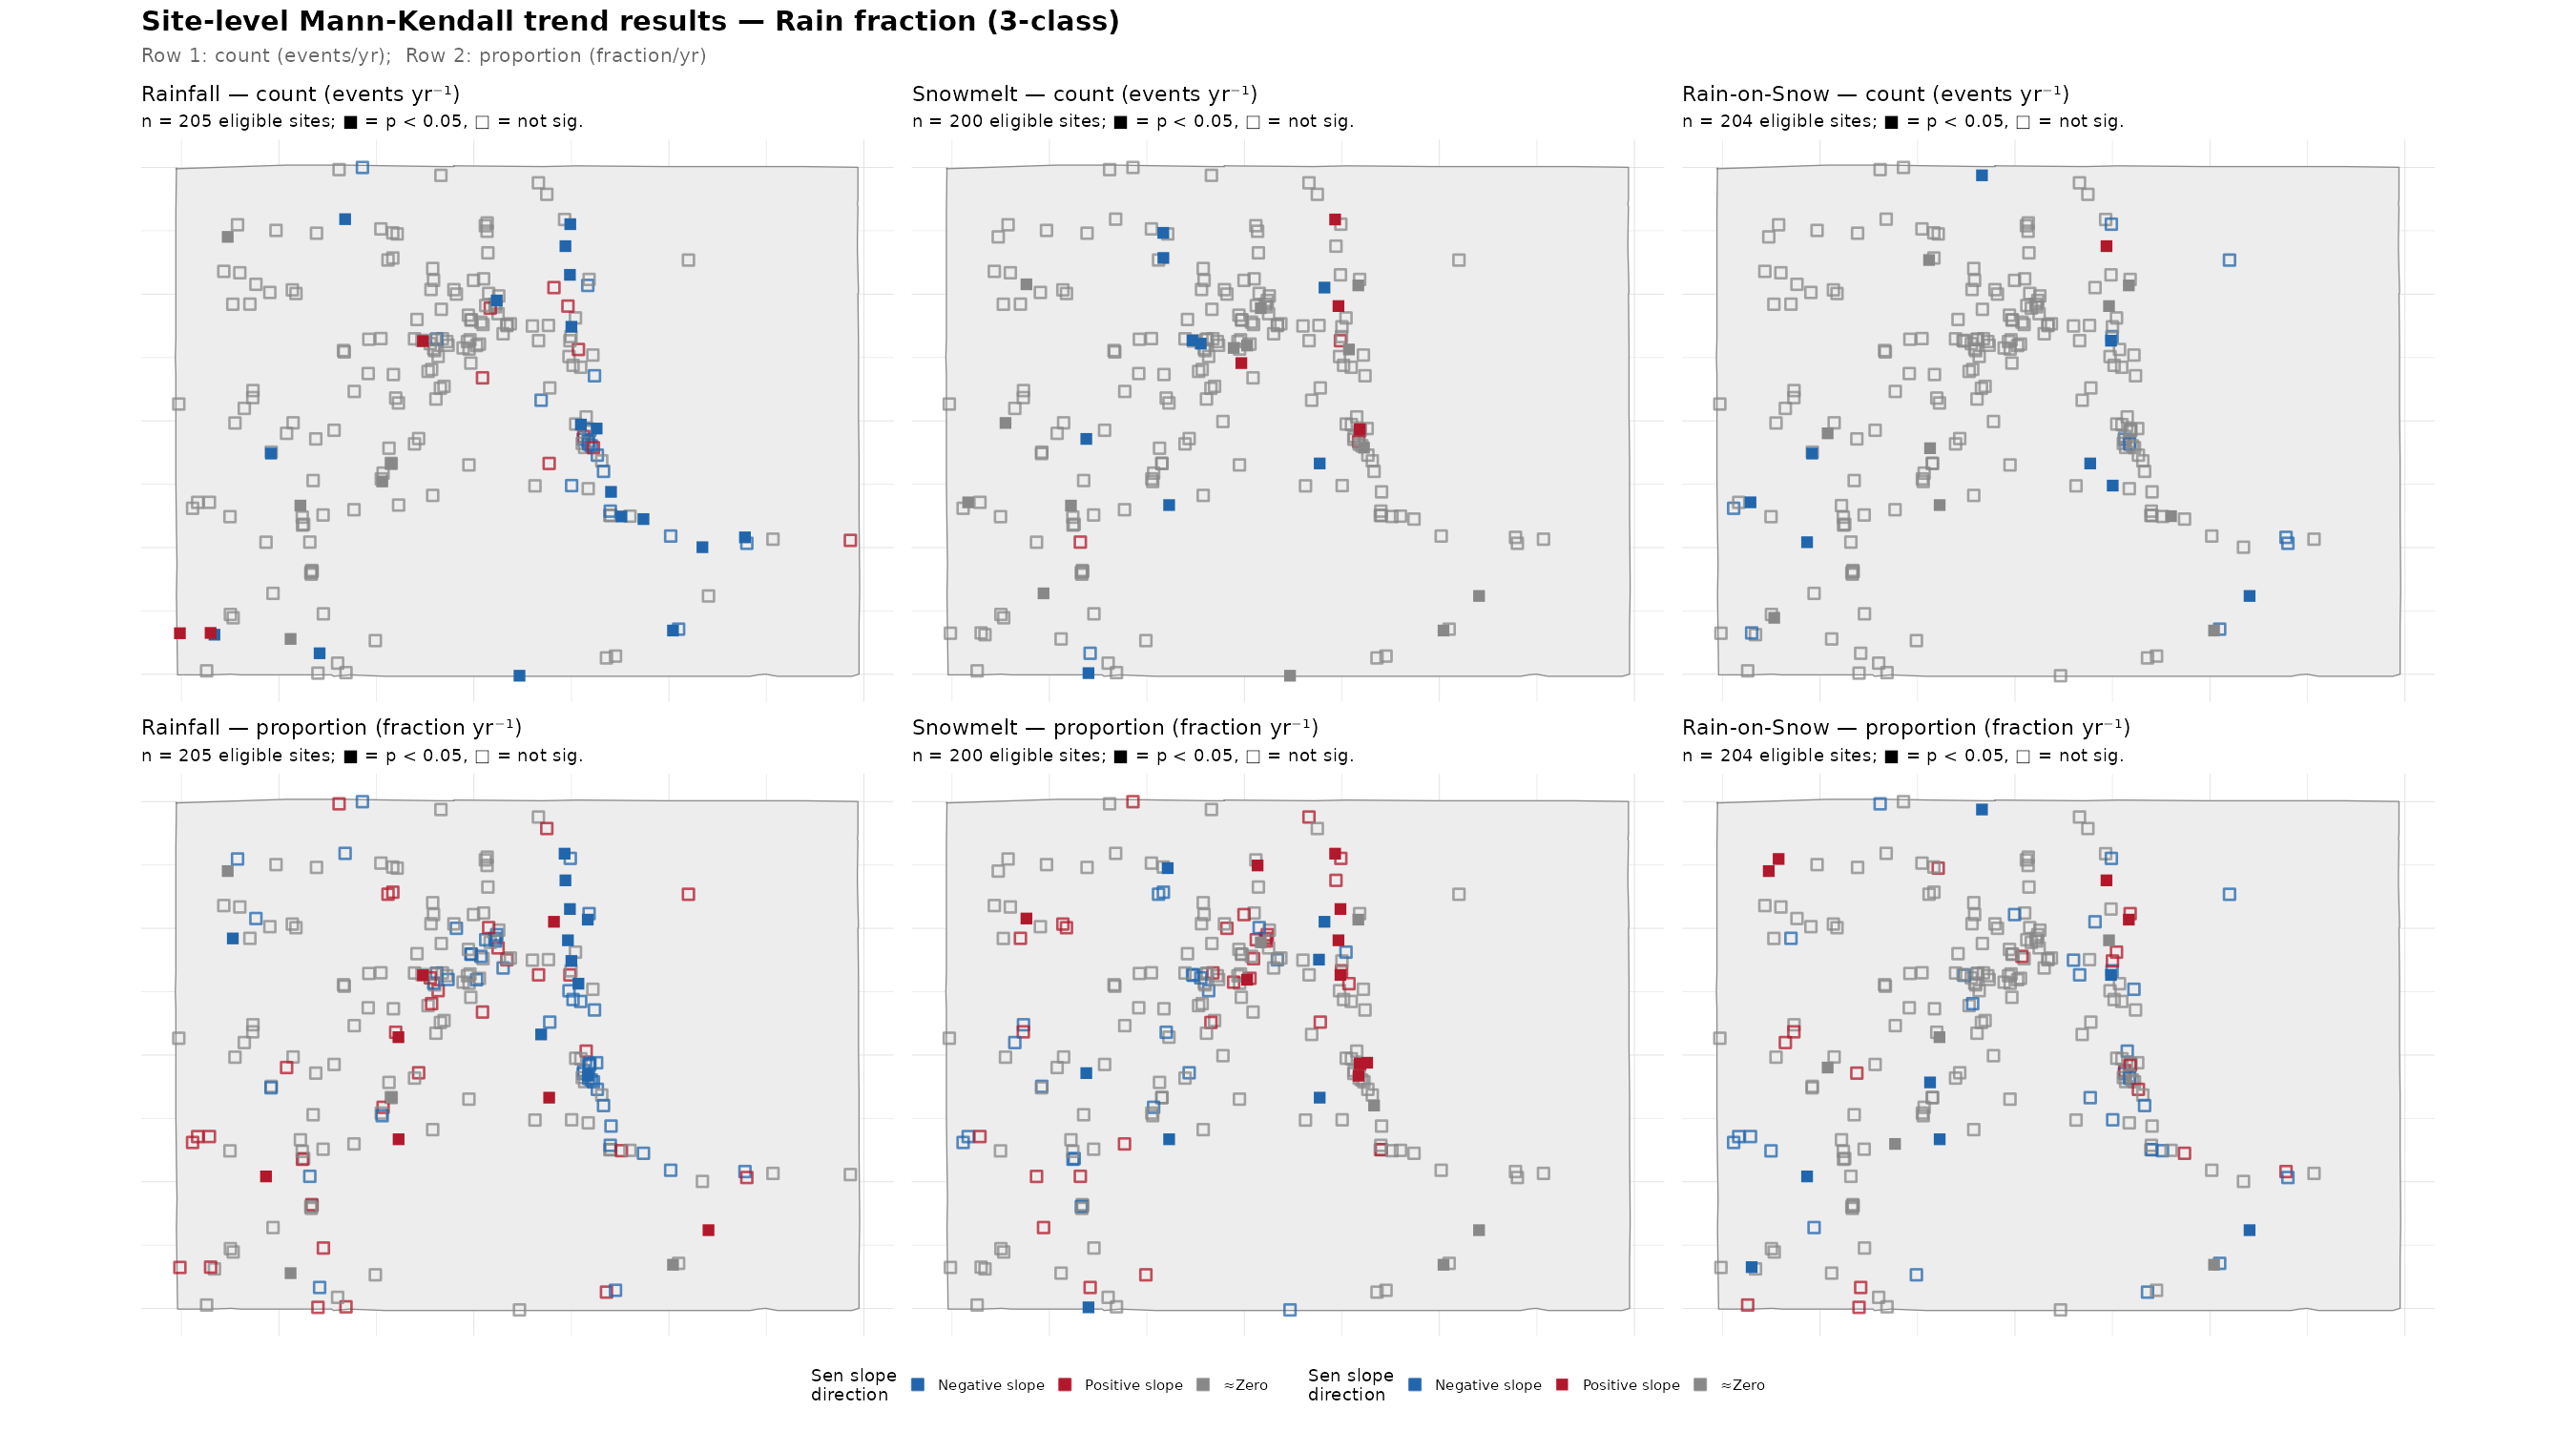 Site-level Mann-Kendall trend results — Rain fraction (3-class)
Row 1: count (events/yr);  Row 2: proportion (fraction/yr)
Rainfall — count (events yr⁻¹)
n = 205 eligible sites; ■ = p < 0.05, □ = not sig.
Snowmelt — count (events yr⁻¹)
n = 200 eligible sites; ■ = p < 0.05, □ = not sig.
Rain-on-Snow — count (events yr⁻¹)
n = 204 eligible sites; ■ = p < 0.05, □ = not sig.
Rainfall — proportion (fraction yr⁻¹)
n = 205 eligible sites; ■ = p < 0.05, □ = not sig.
Snowmelt — proportion (fraction yr⁻¹)
n = 200 eligible sites; ■ = p < 0.05, □ = not sig.
Rain-on-Snow — proportion (fraction yr⁻¹)
n = 204 eligible sites; ■ = p < 0.05, □ = not sig.
Sen slope
direction
Negative slope
Positive slope
≈Zero
Sen slope
direction
Negative slope
Positive slope
≈Zero